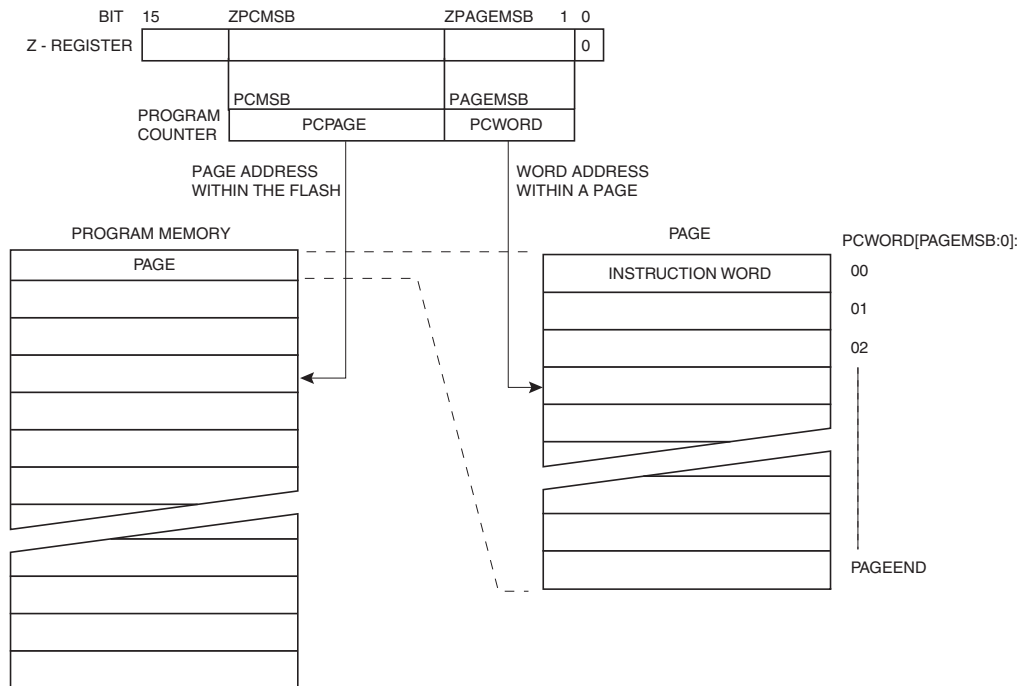 BIT 15 ZPCMSB ZPAGEMSB 1 0
Z - REGISTER 0
PCMSB PAGEMSB
PROGRAM
COUNTER
PCPAGE PCWORD
PAGE ADDRESS
WITHIN THE FLASH
WORD ADDRESS
WITHIN A PAGE
PROGRAM MEMORY
PAGE
PAGE
PCWORD[PAGEMSB:0]:
INSTRUCTION WORD
00
01
02
PAGEEND